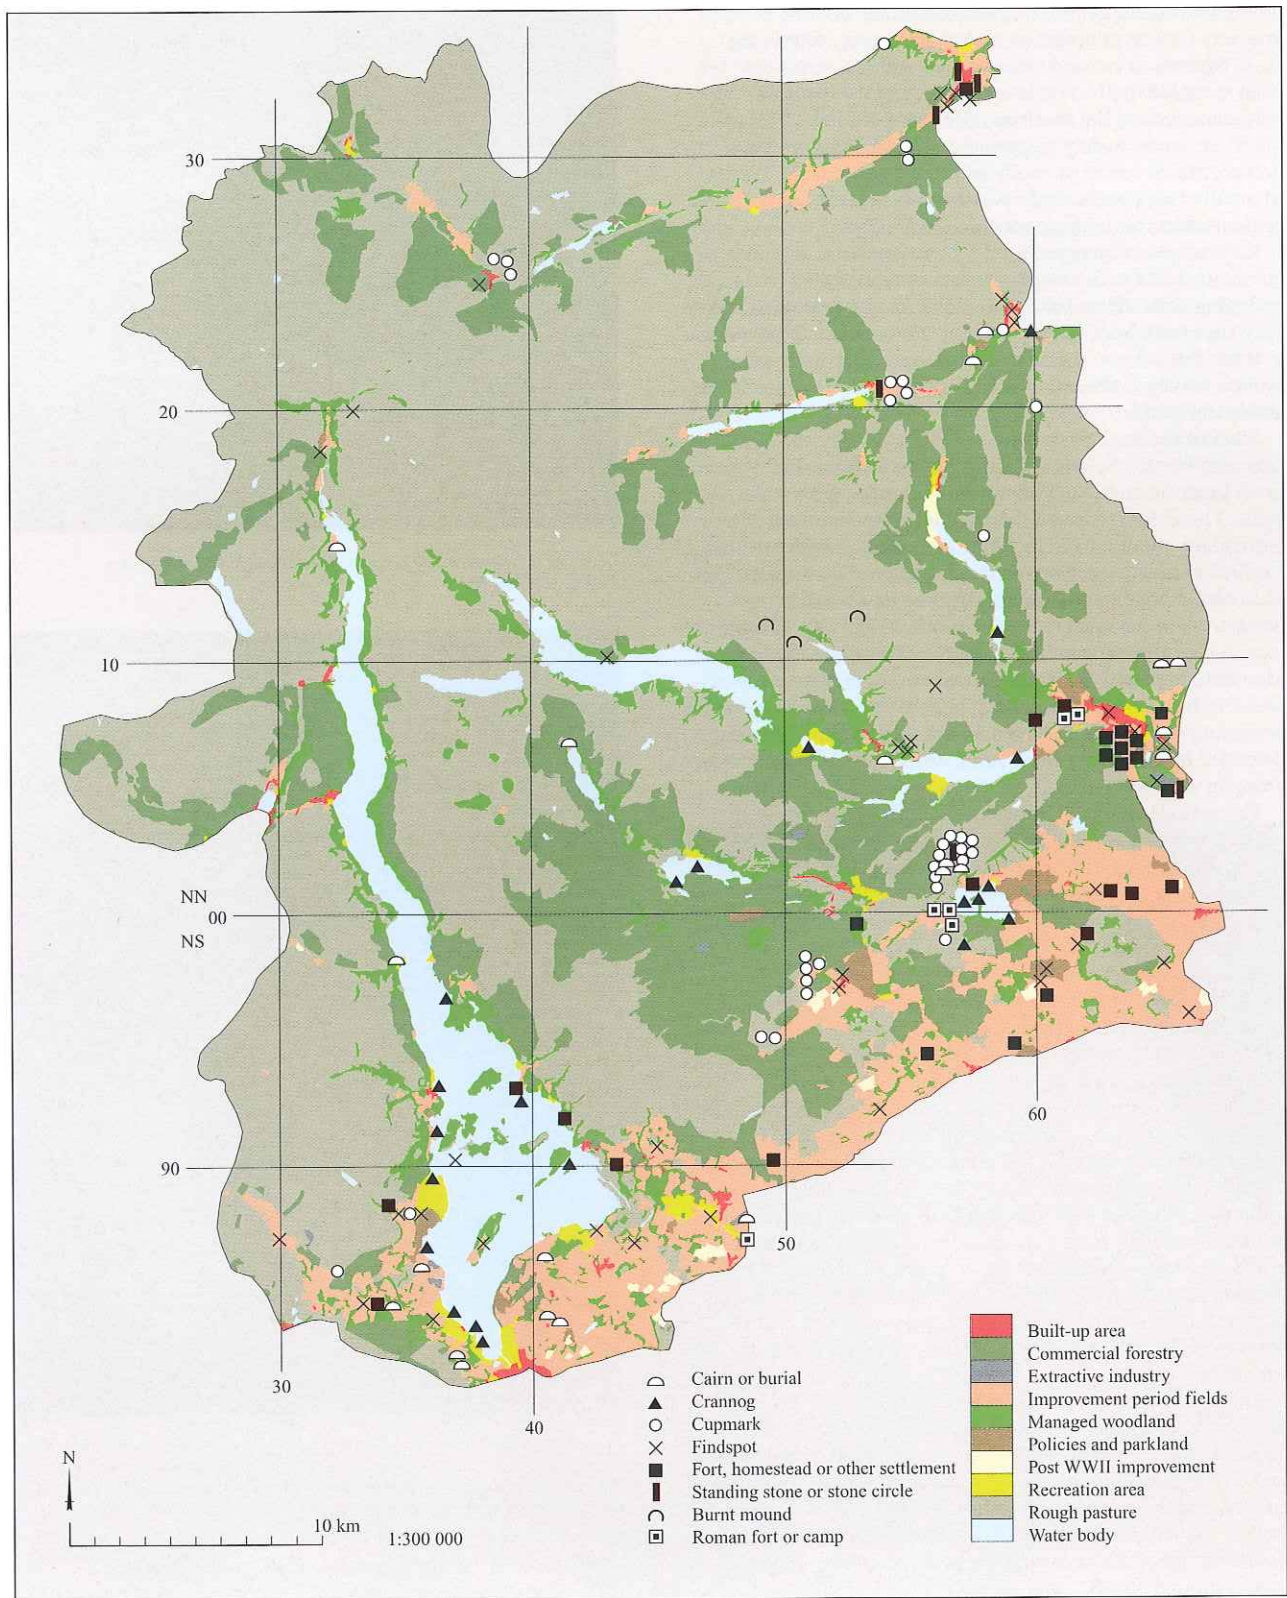 30
20
10
NN
00
NS
90
60
50
30
40
N
10 km
1:300 000
Cairn or burial
Crannog
Cupmark
Findspot
Fort, homestead or other settlement
Standing stone or stone circle
Burnt mound
Roman fort or camp
Built-up area
Commercial forestry
Extractive industry
Improvement period fields
Managed woodland
Policies and parkland
Post WWII improvement
Recreation area
Rough pasture
Water body